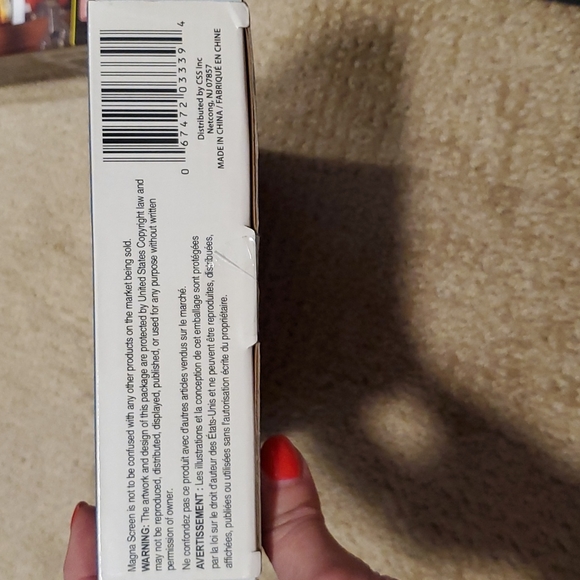 Magna Screen is not to be confused with any other products on the market being sold.
WARNING: The artwork and design of this package are protected by United States Copyright law and
may not be reproduced, distributed, displayed, published, or used for any purpose without written
permission of owner.
Ne confondez pas ce produit avec d'autres articles vendus sur le marché.
AVERTISSEMENT : Les illustrations et la conception de cet emballage sont protégées
par la loi sur le droit d'auteur des États-Unis et ne peuvent être reproduites, distribuées,
affichées, publiées ou utilisées sans l'autorisation écrite du propriétaire.
0 67472 03339 4
Distributed by CSS Inc
Netcong, NJ 07857
MADE IN CHINA / FABRIQUÉ EN CHINE